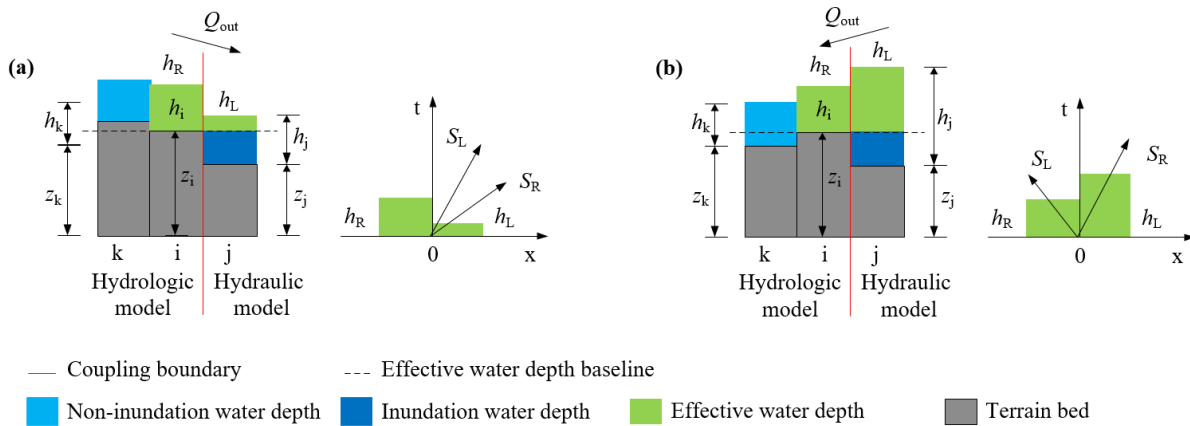 (a)
Q_out
h_R
h_L
h_k
h_i
h_j
z_k
z_i
z_j
k i j
Hydrologic Hydraulic
model model
t
S_L
S_R
h_R
h_L
0
x
(b)
Q_out
h_L
h_R
h_k
h_i
h_j
z_k
z_i
z_j
k i j
Hydrologic Hydraulic
model model
t
S_L
S_R
h_R
h_L
0
x
Coupling boundary
Effective water depth baseline
Non-inundation water depth
Inundation water depth
Effective water depth
Terrain bed